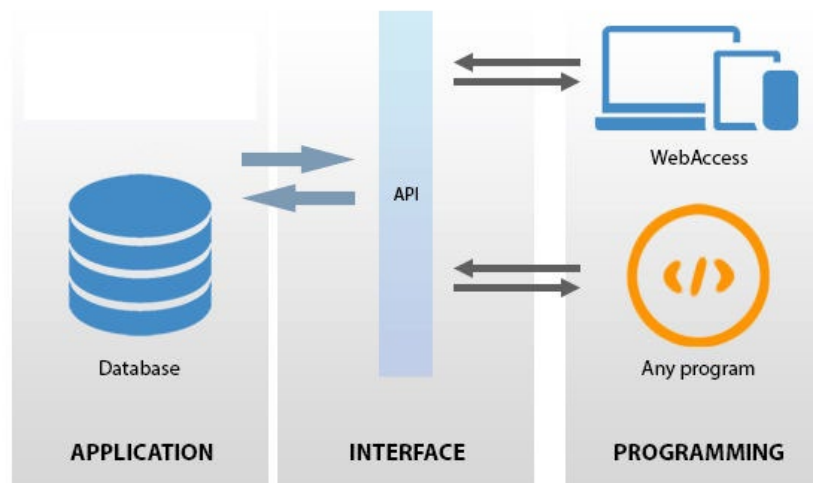 WebAccess
API
Database
Any program
APPLICATION
INTERFACE
PROGRAMMING